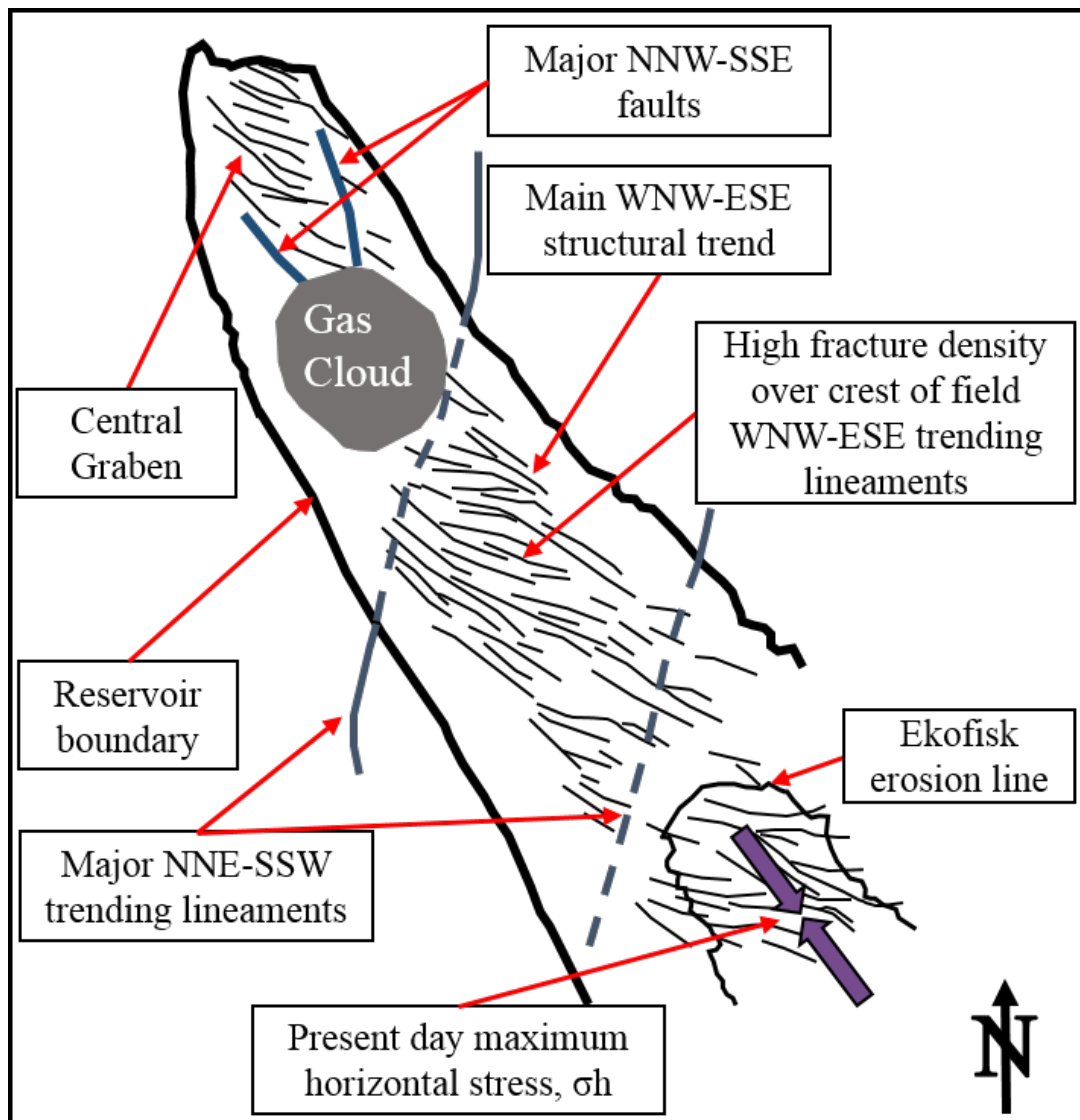 Major NNW-SSE
faults
Main WNW-ESE
structural trend
Gas
Cloud
High fracture density
over crest of field
WNW-ESE trending
lineaments
Central
Graben
Reservoir
boundary
Ekofisk
erosion line
Major NNE-SSW
trending lineaments
Present day maximum
horizontal stress, σh
N